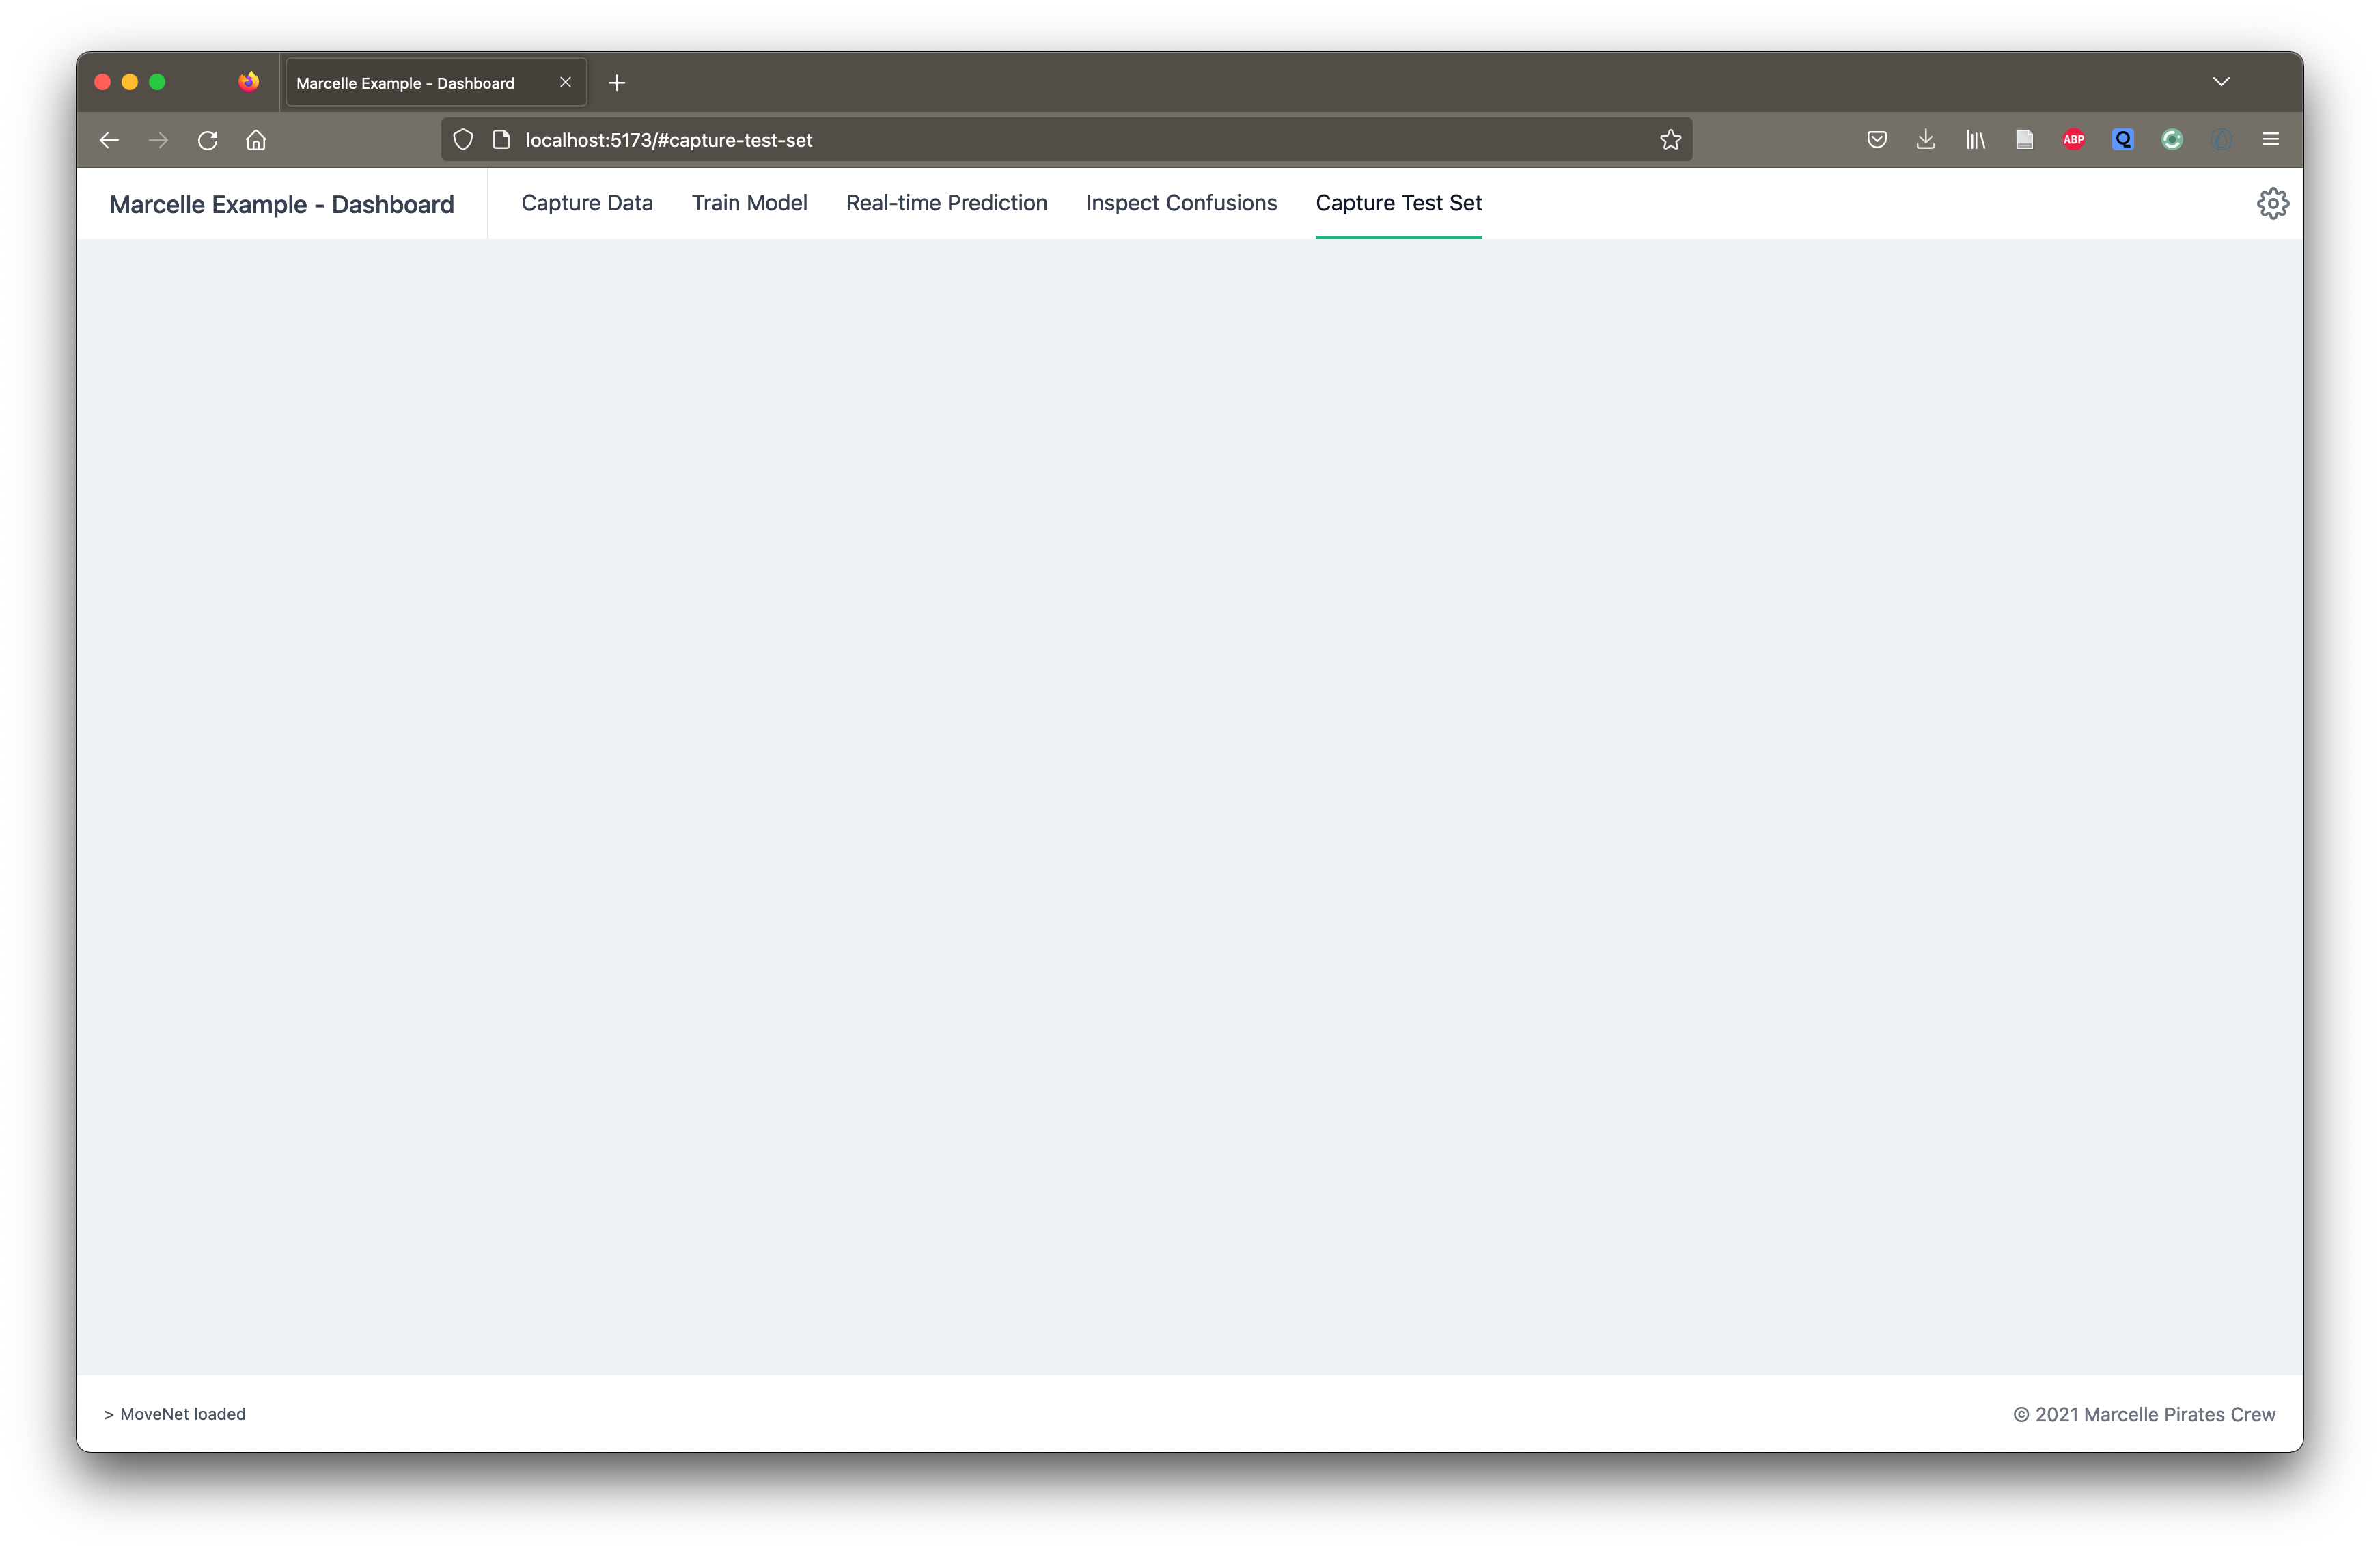 Marcelle Example - Dashboard
localhost:5173/#capture-test-set
ABP
Q
Marcelle Example - Dashboard
Capture Data
Train Model
Real-time Prediction
Inspect Confusions
Capture Test Set
> MoveNet loaded
© 2021 Marcelle Pirates Crew